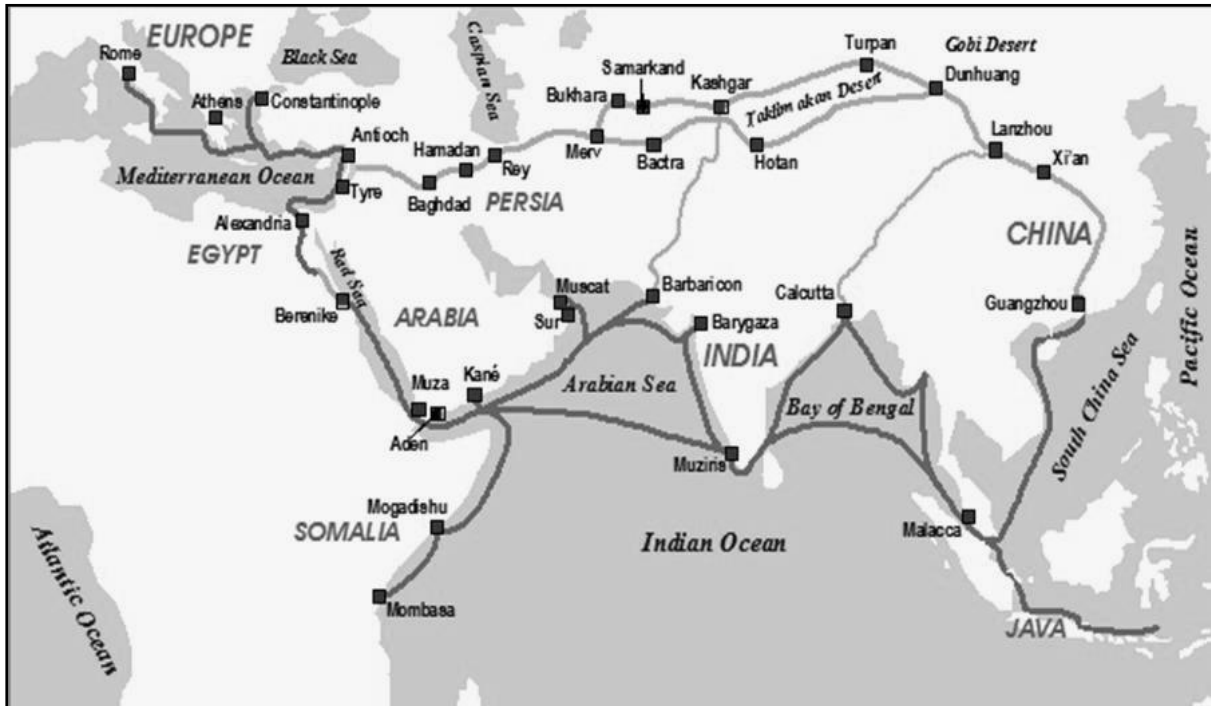 EUROPE
Rome
Black Sea
Caspian Sea
Turpan
Gobi Desert
Samarkand
Kashgar
Dunhuang
Athens
Constantinople
Bukhara
Taklim akan Desert
Antioch
Hamadan
Merv
Bactra
Hotan
Lanzhou
Xi'an
Mediterranean Ocean
Tyre
Baghdad
Rey
PERSIA
Alexandria
EGYPT
CHINA
Red Sea
Berenike
ARABIA
Muscat
Sur
Barbaricon
Calcutta
Guangzhou
Pacific Ocean
Barygaza
INDIA
Muza
Kané
Aden
Arabian Sea
Bay of Bengal
South China Sea
Muziris
Mogadishu
SOMALIA
Indian Ocean
Malacca
Atlantic Ocean
Mombasa
JAVA